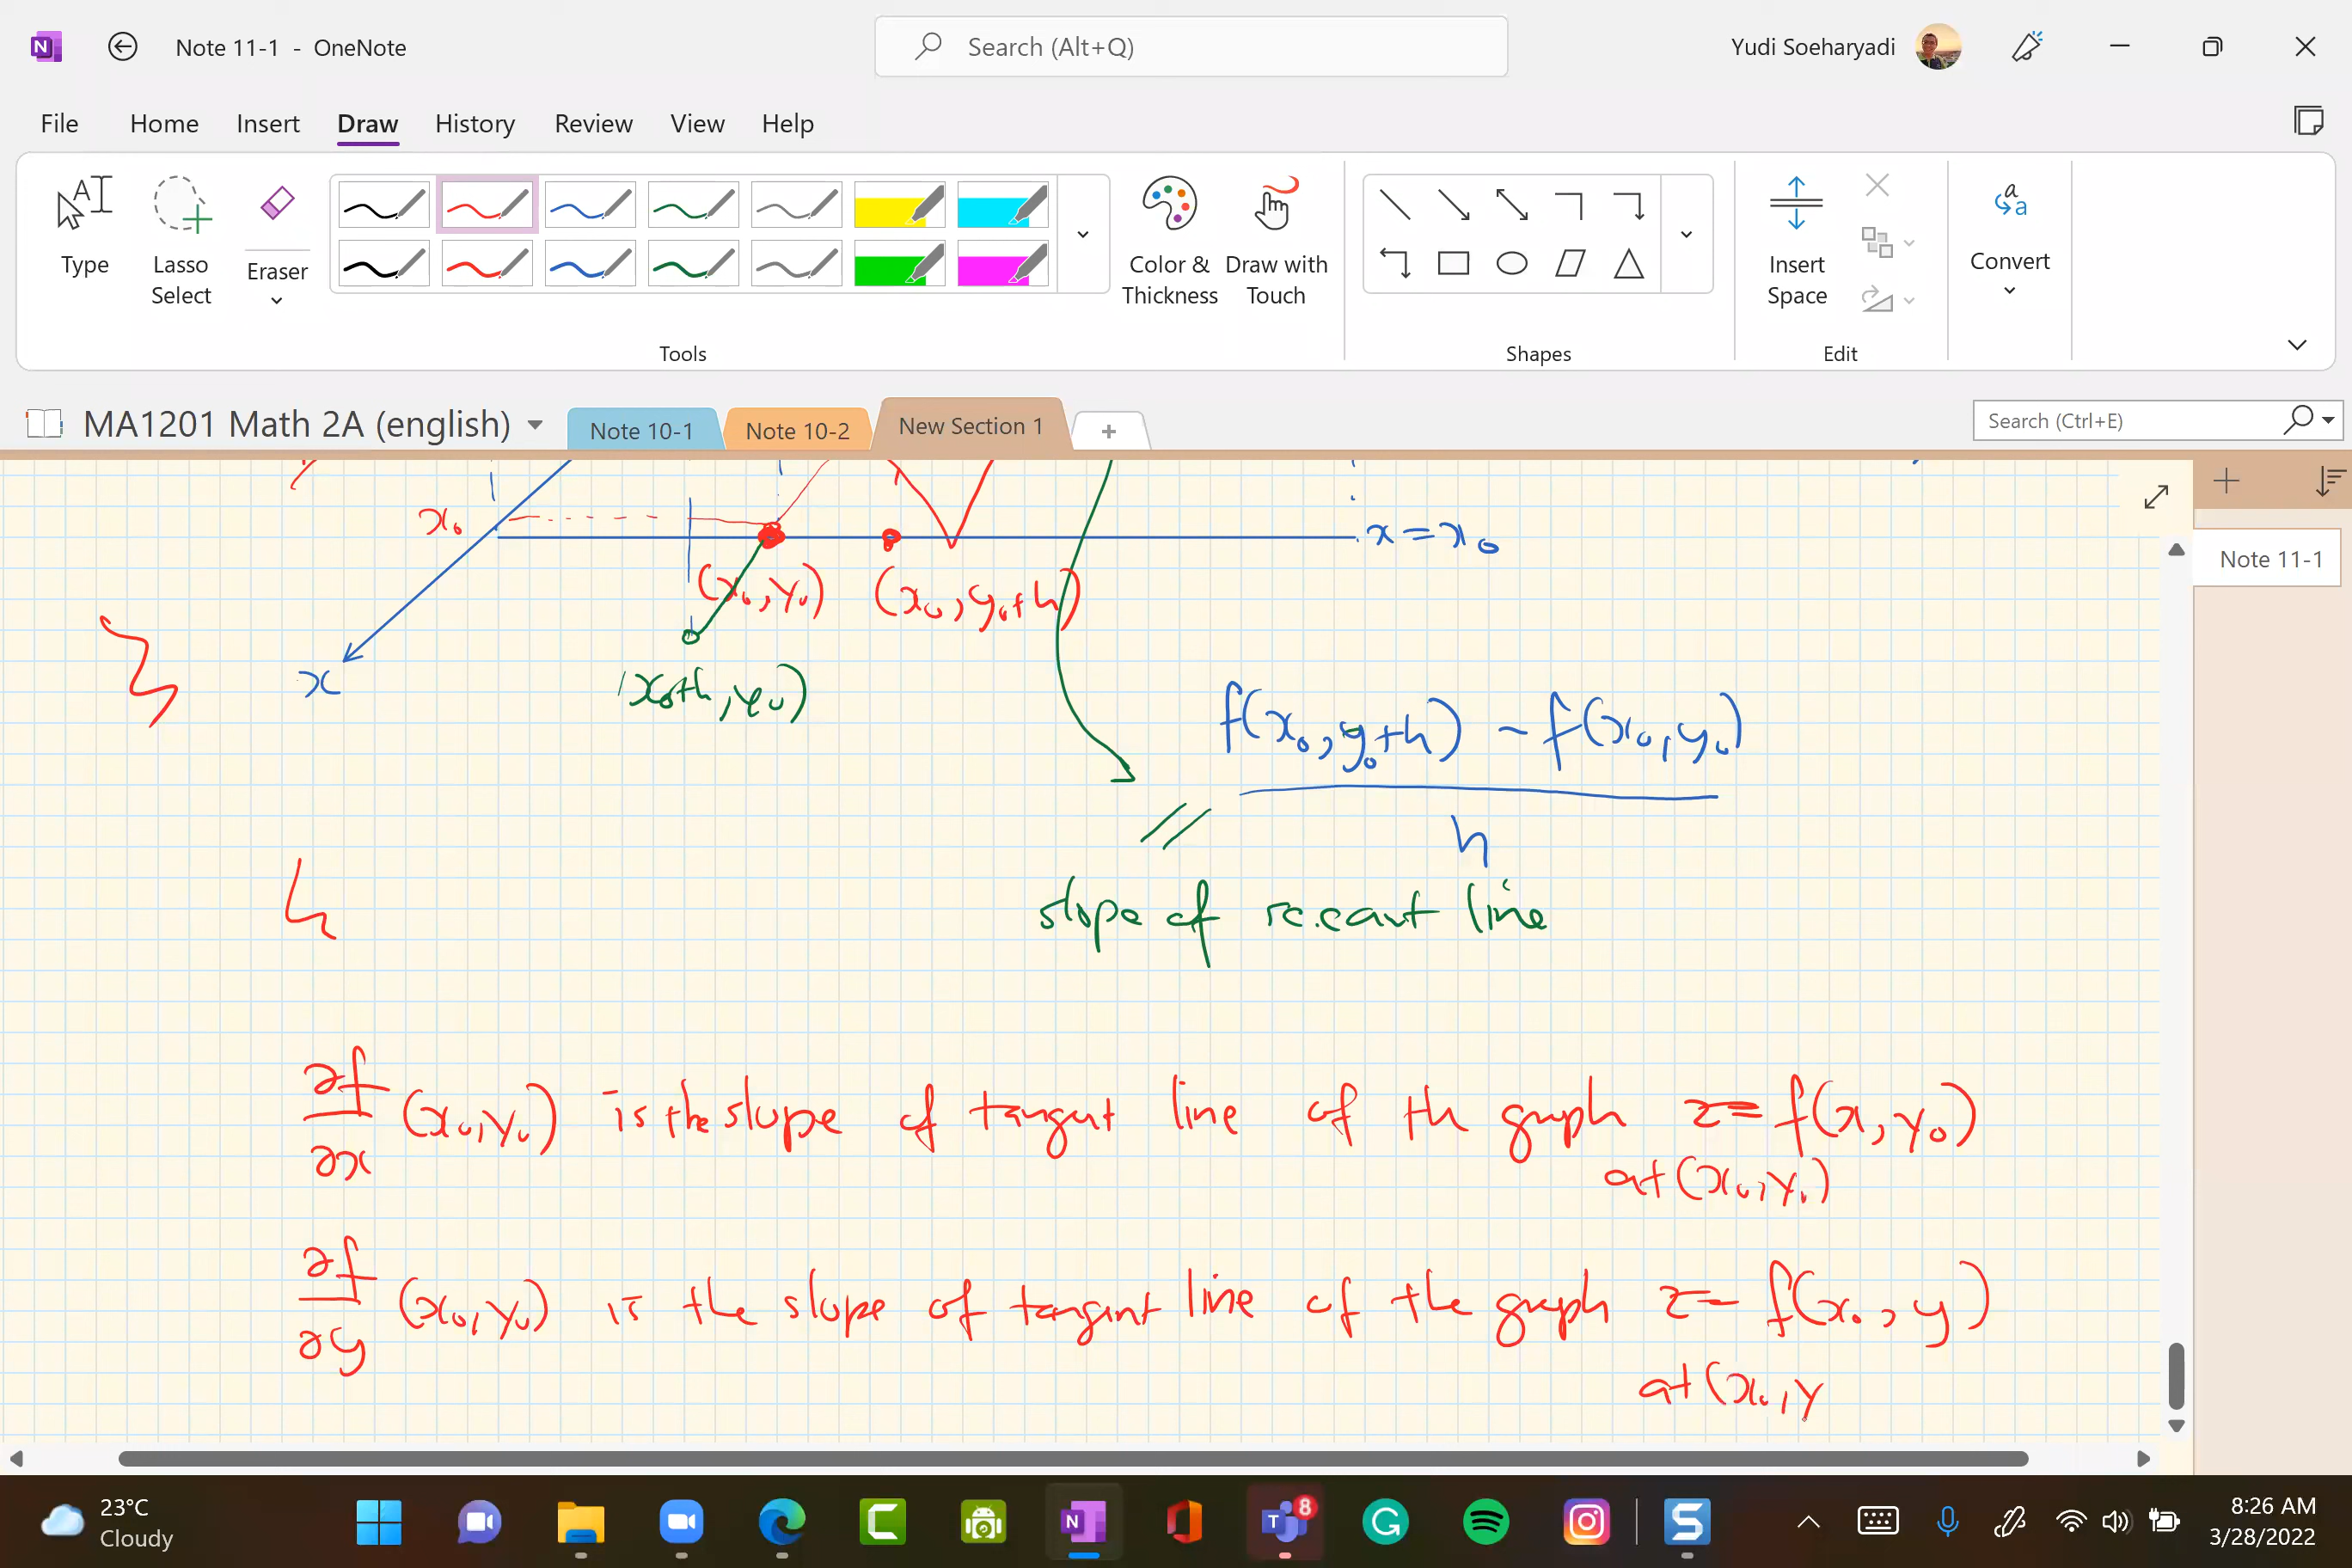 Note 11-1 - OneNote
Search (Alt+Q)
Yudi Soeharyadi
File Home Insert Draw History Review View Help
Type
Lasso Select
Eraser
Color & Thickness
Draw with Touch
Insert Space
Convert
Tools
Shapes
Edit
MA1201 Math 2A (english)
Note 10-1
Note 10-2
New Section 1
Search (Ctrl+E)
Note 11-1
x₀
x = x₀
(x₀, y₀) (x₀, y₀+h)
x
(x₀+h, y₀)
f(x₀, y₀+h) - f(x₀, y₀)
h
slope of secant line
∂f/∂x (x₀, y₀) is the slope of tangent line of th graph z = f(x, y₀)
at (x₀, y₀)
∂f/∂y (x₀, y₀) is the slope of tangent line of the graph z = f(x₀, y)
at (x₀, y
23°C
Cloudy
8
8:26 AM
3/28/2022